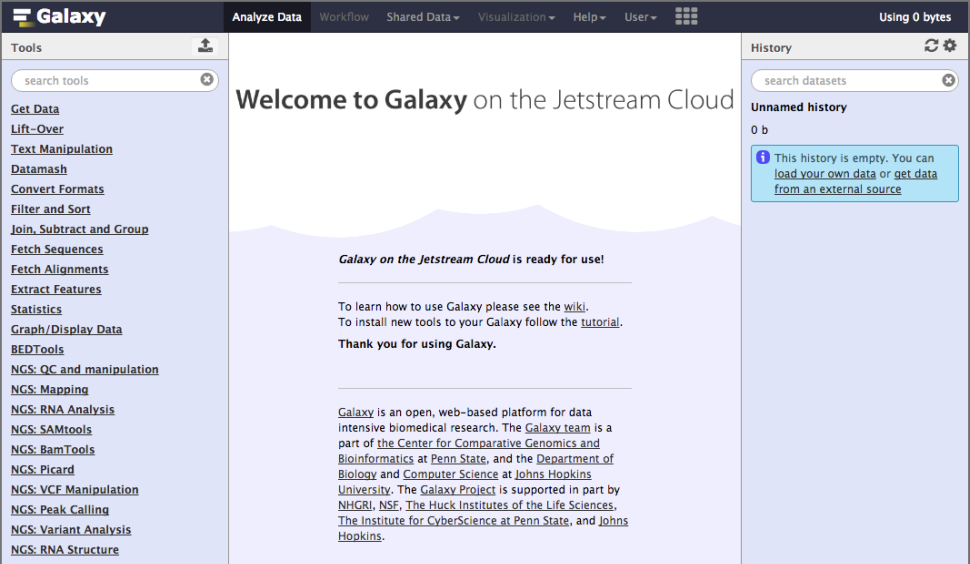 Galaxy
Analyze Data
Workflow
Shared Data
Visualization
Help
User
Using 0 bytes
Tools
search tools
Get Data
Lift-Over
Text Manipulation
Datamash
Convert Formats
Filter and Sort
Join, Subtract and Group
Fetch Sequences
Fetch Alignments
Extract Features
Statistics
Graph/Display Data
BEDTools
NGS: QC and manipulation
NGS: Mapping
NGS: RNA Analysis
NGS: SAMtools
NGS: BamTools
NGS: Picard
NGS: VCF Manipulation
NGS: Peak Calling
NGS: Variant Analysis
NGS: RNA Structure
Welcome to Galaxy on the Jetstream Cloud
Galaxy on the Jetstream Cloud is ready for use!
To learn how to use Galaxy please see the wiki.
To install new tools to your Galaxy follow the tutorial.
Thank you for using Galaxy.
Galaxy is an open, web-based platform for data
intensive biomedical research. The Galaxy team is a
part of the Center for Comparative Genomics and
Bioinformatics at Penn State, and the Department of
Biology and Computer Science at Johns Hopkins
University. The Galaxy Project is supported in part by
NHGRI, NSF, The Huck Institutes of the Life Sciences,
The Institute for CyberScience at Penn State, and Johns
Hopkins.
History
search datasets
Unnamed history
0 b
This history is empty. You can
load your own data or get data
from an external source